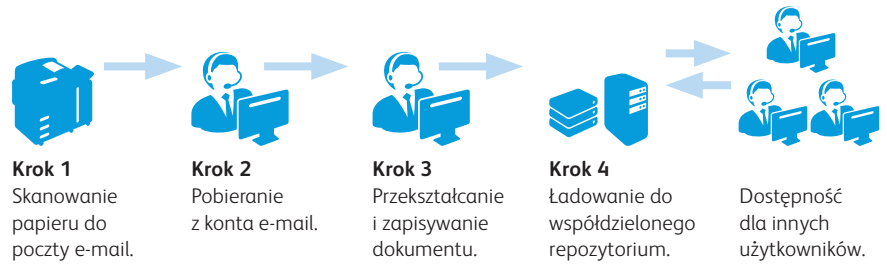 Krok 1
Skanowanie
papieru do
poczty e-mail.
Krok 2
Pobieranie
z konta e-mail.
Krok 3
Przekształcanie
i zapisywanie
dokumentu.
Krok 4
Ładowanie do
współdzielonego
repozytorium.
Dostępność
dla innych
użytkowników.